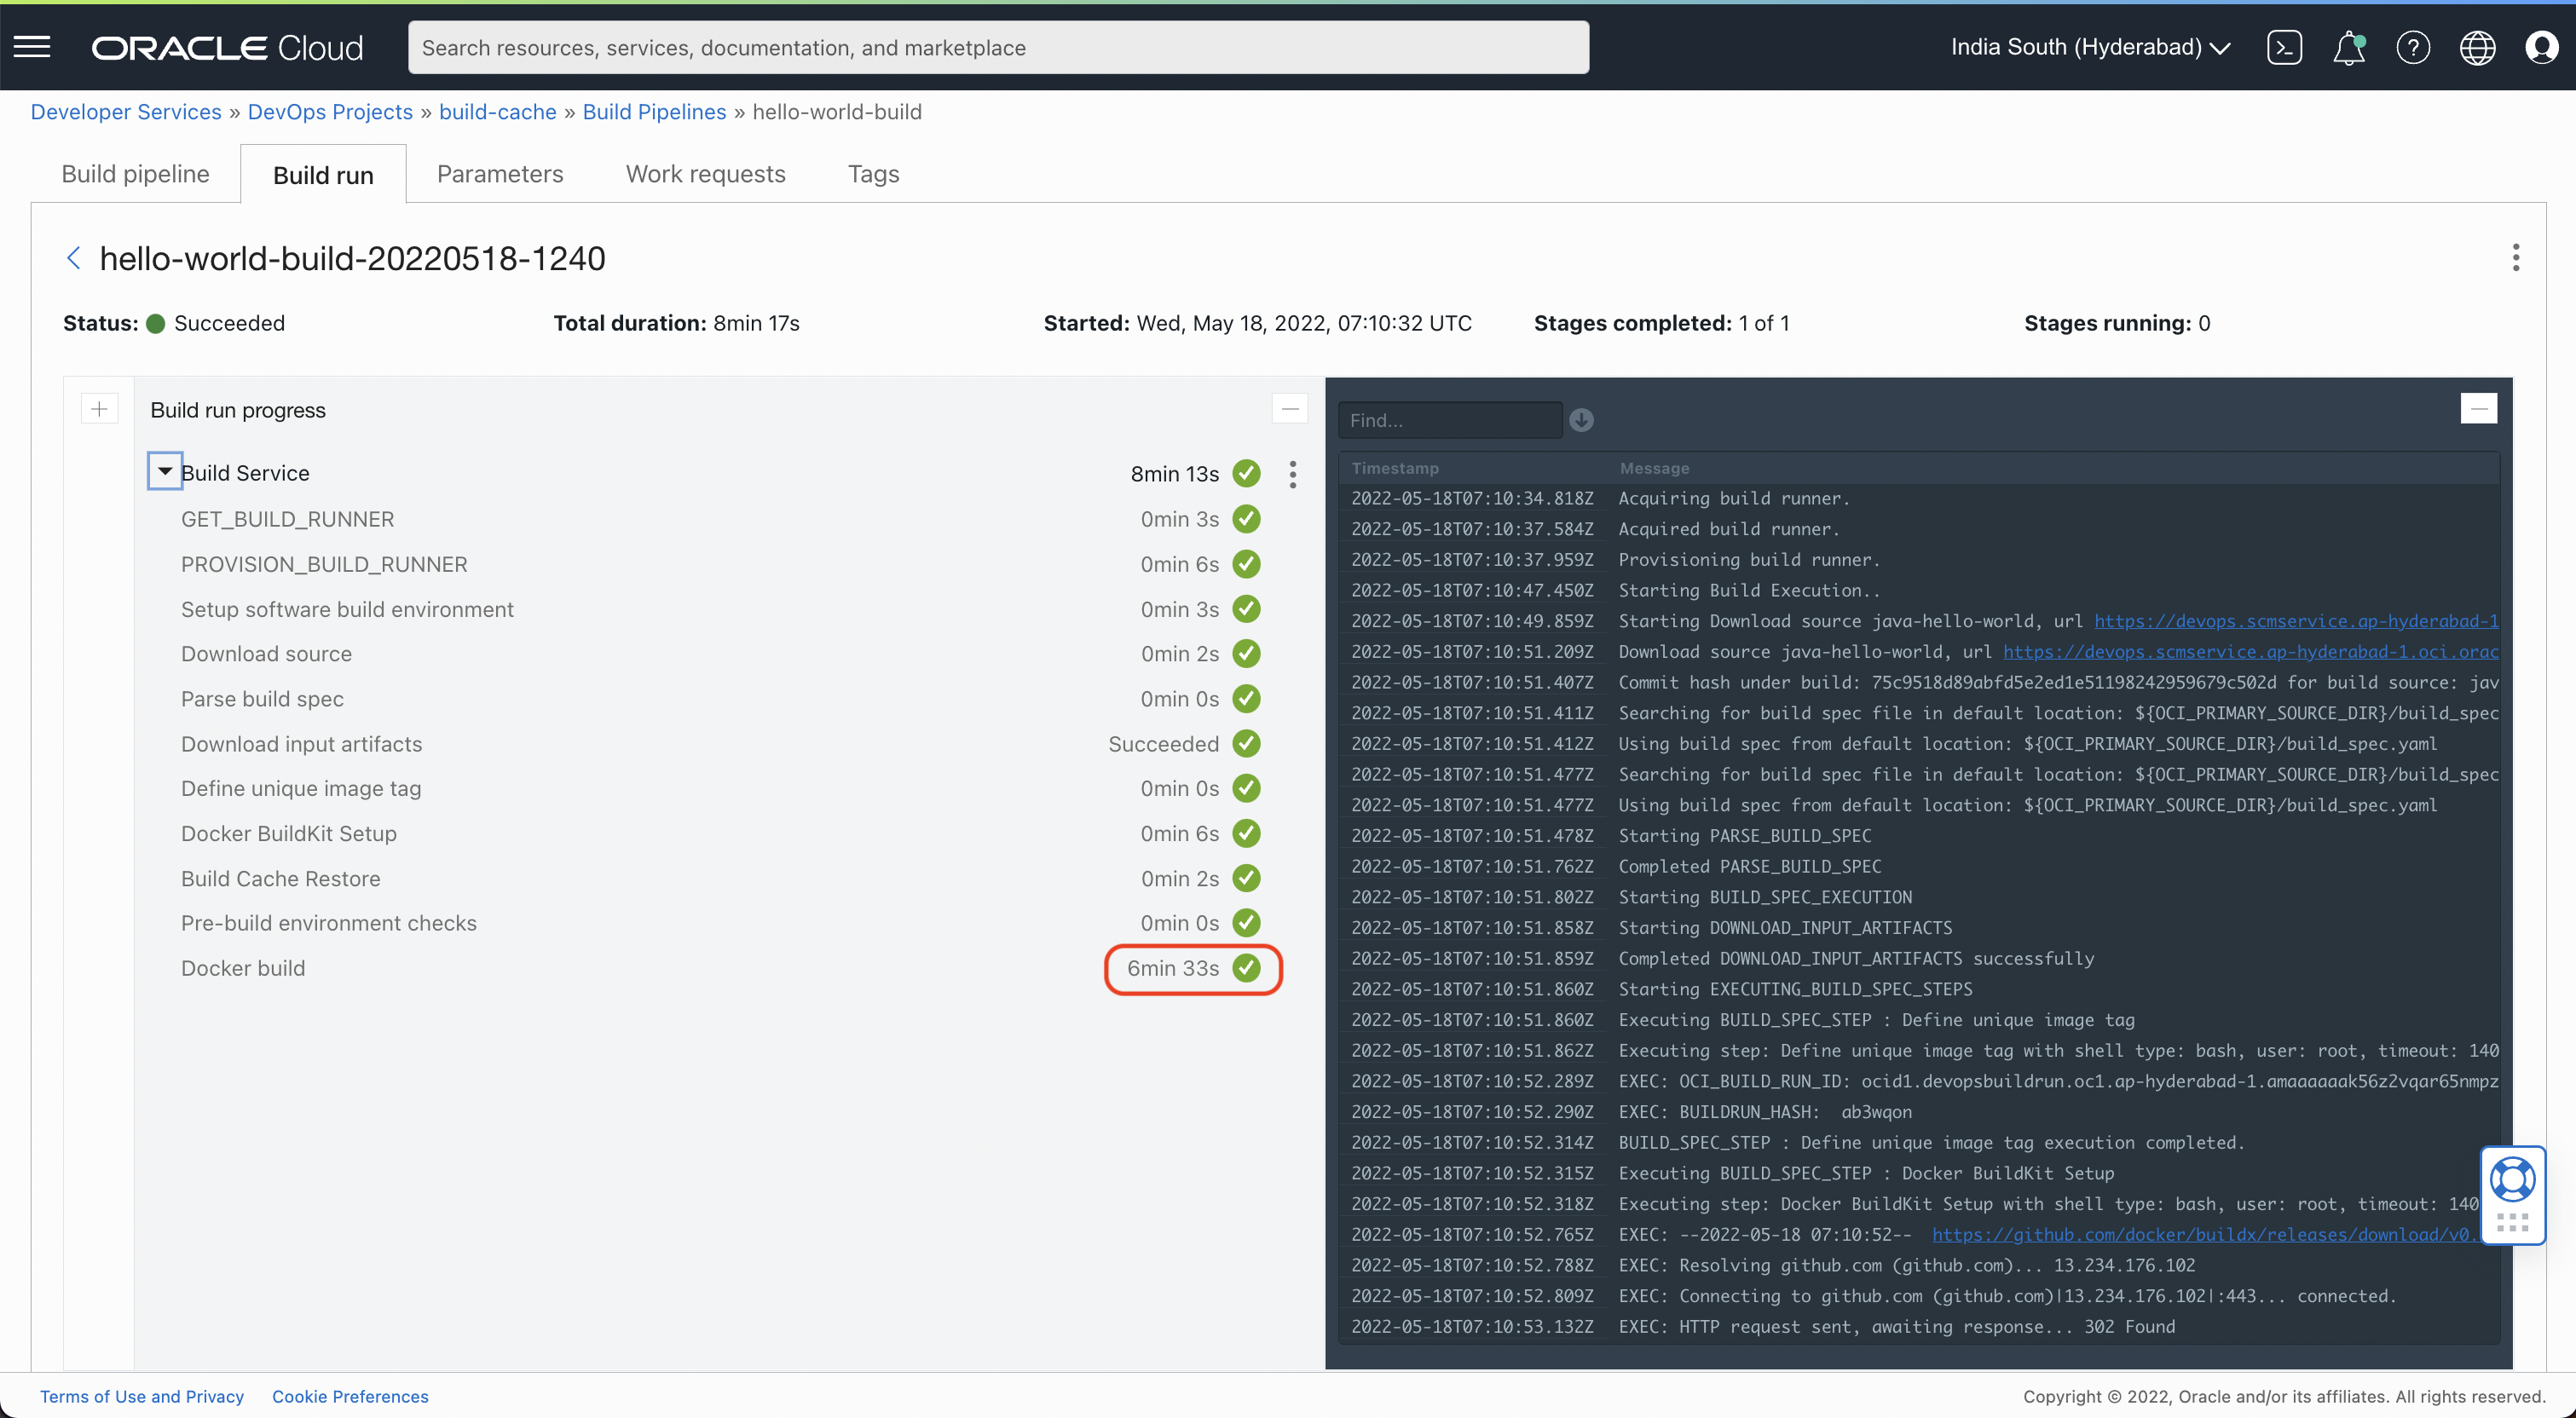 ORACLE Cloud
Search resources, services, documentation, and marketplace
India South (Hyderabad)
Developer Services » DevOps Projects » build-cache » Build Pipelines » hello-world-build
Build pipeline
Build run
Parameters
Work requests
Tags
hello-world-build-20220518-1240
Status: Succeeded
Total duration: 8min 17s
Started: Wed, May 18, 2022, 07:10:32 UTC
Stages completed: 1 of 1
Stages running: 0
Build run progress
Build Service 8min 13s
GET_BUILD_RUNNER 0min 3s
PROVISION_BUILD_RUNNER 0min 6s
Setup software build environment 0min 3s
Download source 0min 2s
Parse build spec 0min 0s
Download input artifacts Succeeded
Define unique image tag 0min 0s
Docker BuildKit Setup 0min 6s
Build Cache Restore 0min 2s
Pre-build environment checks 0min 0s
Docker build 6min 33s
Find...
Timestamp Message
2022-05-18T07:10:34.818Z Acquiring build runner.
2022-05-18T07:10:37.584Z Acquired build runner.
2022-05-18T07:10:37.959Z Provisioning build runner.
2022-05-18T07:10:47.450Z Starting Build Execution..
2022-05-18T07:10:49.859Z Starting Download source java-hello-world, url https://devops.scmservice.ap-hyderabad-1
2022-05-18T07:10:51.209Z Download source java-hello-world, url https://devops.scmservice.ap-hyderabad-1.oci.orac
2022-05-18T07:10:51.407Z Commit hash under build: 75c9518d89abfd5e2ed1e51198242959679c502d for build source: jav
2022-05-18T07:10:51.411Z Searching for build spec file in default location: ${OCI_PRIMARY_SOURCE_DIR}/build_spec
2022-05-18T07:10:51.412Z Using build spec from default location: ${OCI_PRIMARY_SOURCE_DIR}/build_spec.yaml
2022-05-18T07:10:51.477Z Searching for build spec file in default location: ${OCI_PRIMARY_SOURCE_DIR}/build_spec
2022-05-18T07:10:51.477Z Using build spec from default location: ${OCI_PRIMARY_SOURCE_DIR}/build_spec.yaml
2022-05-18T07:10:51.478Z Starting PARSE_BUILD_SPEC
2022-05-18T07:10:51.762Z Completed PARSE_BUILD_SPEC
2022-05-18T07:10:51.802Z Starting BUILD_SPEC_EXECUTION
2022-05-18T07:10:51.858Z Starting DOWNLOAD_INPUT_ARTIFACTS
2022-05-18T07:10:51.859Z Completed DOWNLOAD_INPUT_ARTIFACTS successfully
2022-05-18T07:10:51.860Z Starting EXECUTING_BUILD_SPEC_STEPS
2022-05-18T07:10:51.860Z Executing BUILD_SPEC_STEP : Define unique image tag
2022-05-18T07:10:51.862Z Executing step: Define unique image tag with shell type: bash, user: root, timeout: 140
2022-05-18T07:10:52.289Z EXEC: OCI_BUILD_RUN_ID: ocid1.devopsbuildrun.oc1.ap-hyderabad-1.amaaaaaak56z2vqar65nmpz
2022-05-18T07:10:52.290Z EXEC: BUILDRUN_HASH: ab3wqon
2022-05-18T07:10:52.314Z BUILD_SPEC_STEP : Define unique image tag execution completed.
2022-05-18T07:10:52.315Z Executing BUILD_SPEC_STEP : Docker BuildKit Setup
2022-05-18T07:10:52.318Z Executing step: Docker BuildKit Setup with shell type: bash, user: root, timeout: 140
2022-05-18T07:10:52.765Z EXEC: --2022-05-18 07:10:52-- https://github.com/docker/buildx/releases/download/v0.
2022-05-18T07:10:52.788Z EXEC: Resolving github.com (github.com)... 13.234.176.102
2022-05-18T07:10:52.809Z EXEC: Connecting to github.com (github.com)|13.234.176.102|:443... connected.
2022-05-18T07:10:53.132Z EXEC: HTTP request sent, awaiting response... 302 Found
Terms of Use and Privacy
Cookie Preferences
Copyright © 2022, Oracle and/or its affiliates. All rights reserved.